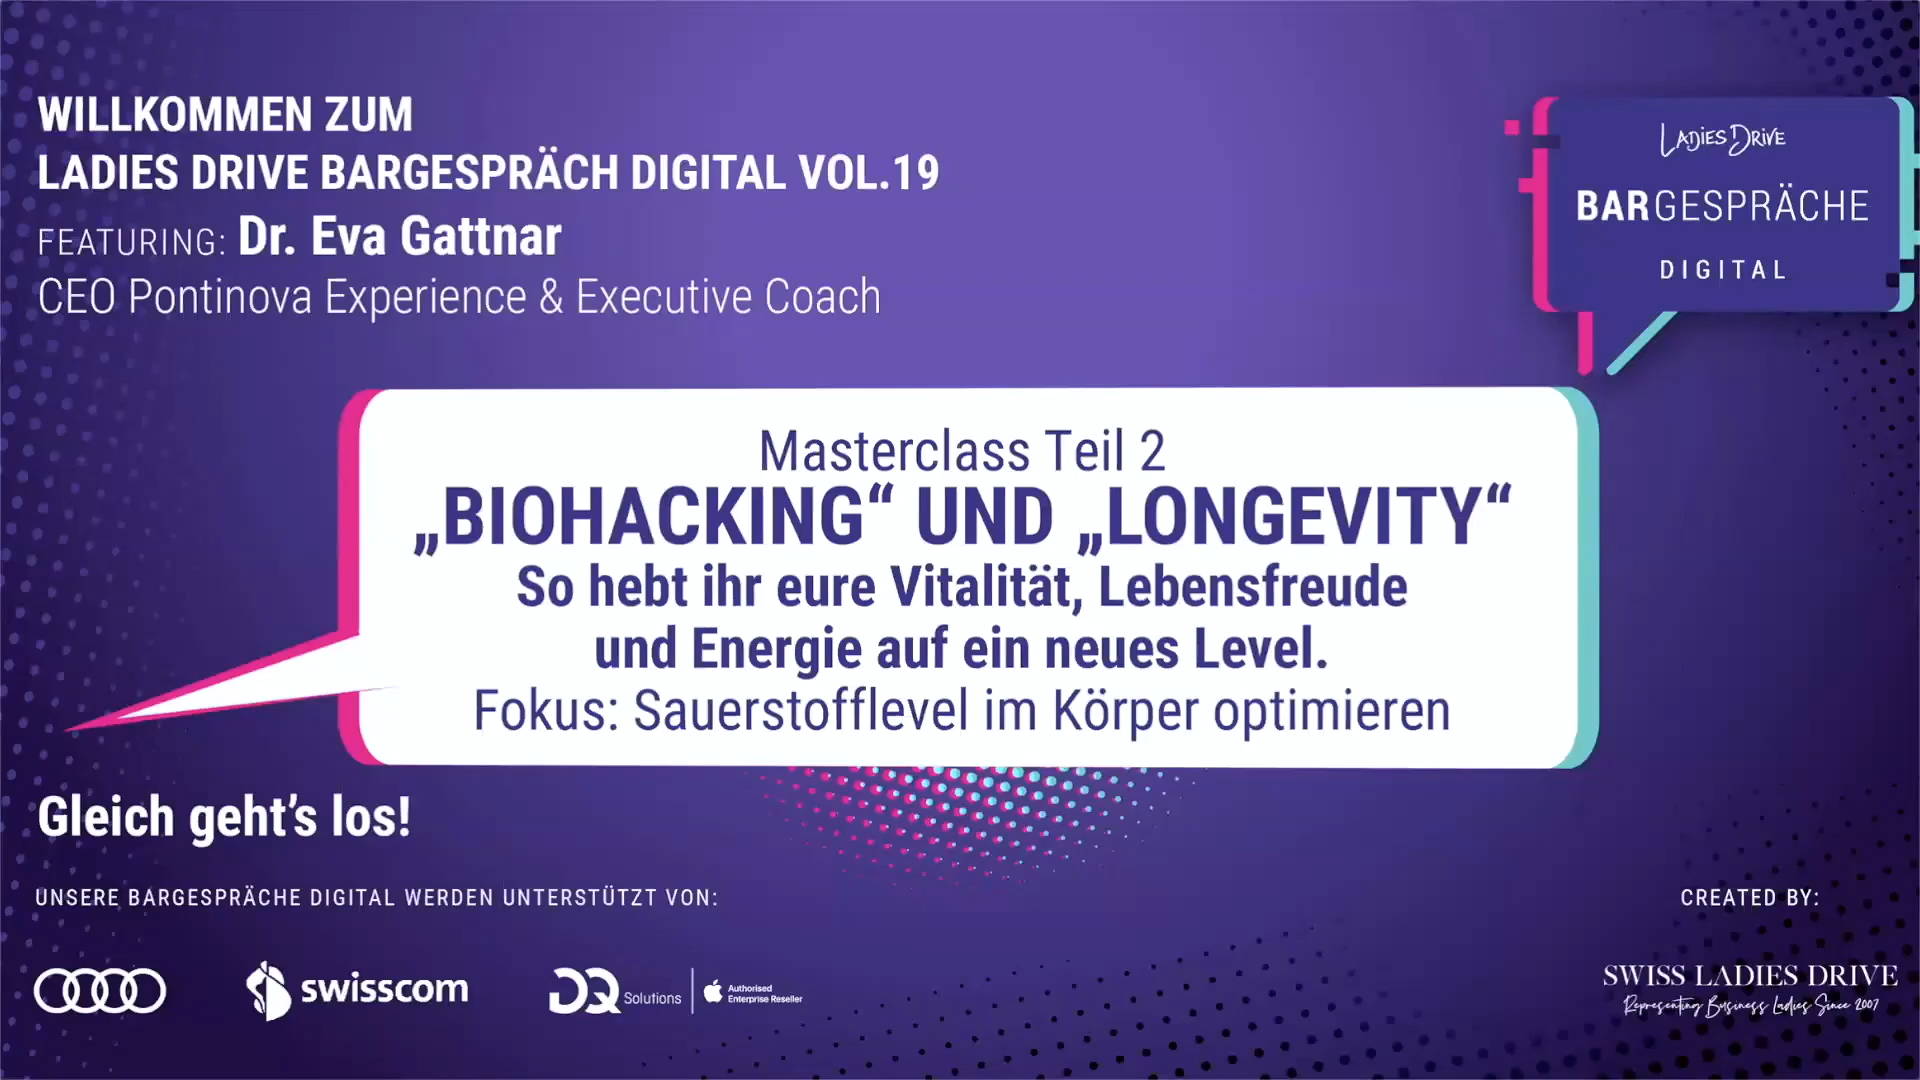 WILLKOMMEN ZUM
LADIES DRIVE BARGESPRÄCH DIGITAL VOL.19
FEATURING: Dr. Eva Gattnar
CEO Pontinova Experience & Executive Coach
LADIES DRIVE
BARGESPRÄCHE
DIGITAL
Masterclass Teil 2
„BIOHACKING“ UND „LONGEVITY“
So hebt ihr eure Vitalität, Lebensfreude
und Energie auf ein neues Level.
Fokus: Sauerstofflevel im Körper optimieren
Gleich geht’s los!
UNSERE BARGESPRÄCHE DIGITAL WERDEN UNTERSTÜTZT VON:
swisscom
DQ Solutions
Authorised
Enterprise Reseller
CREATED BY:
SWISS LADIES DRIVE
Representing Business Ladies Since 2007